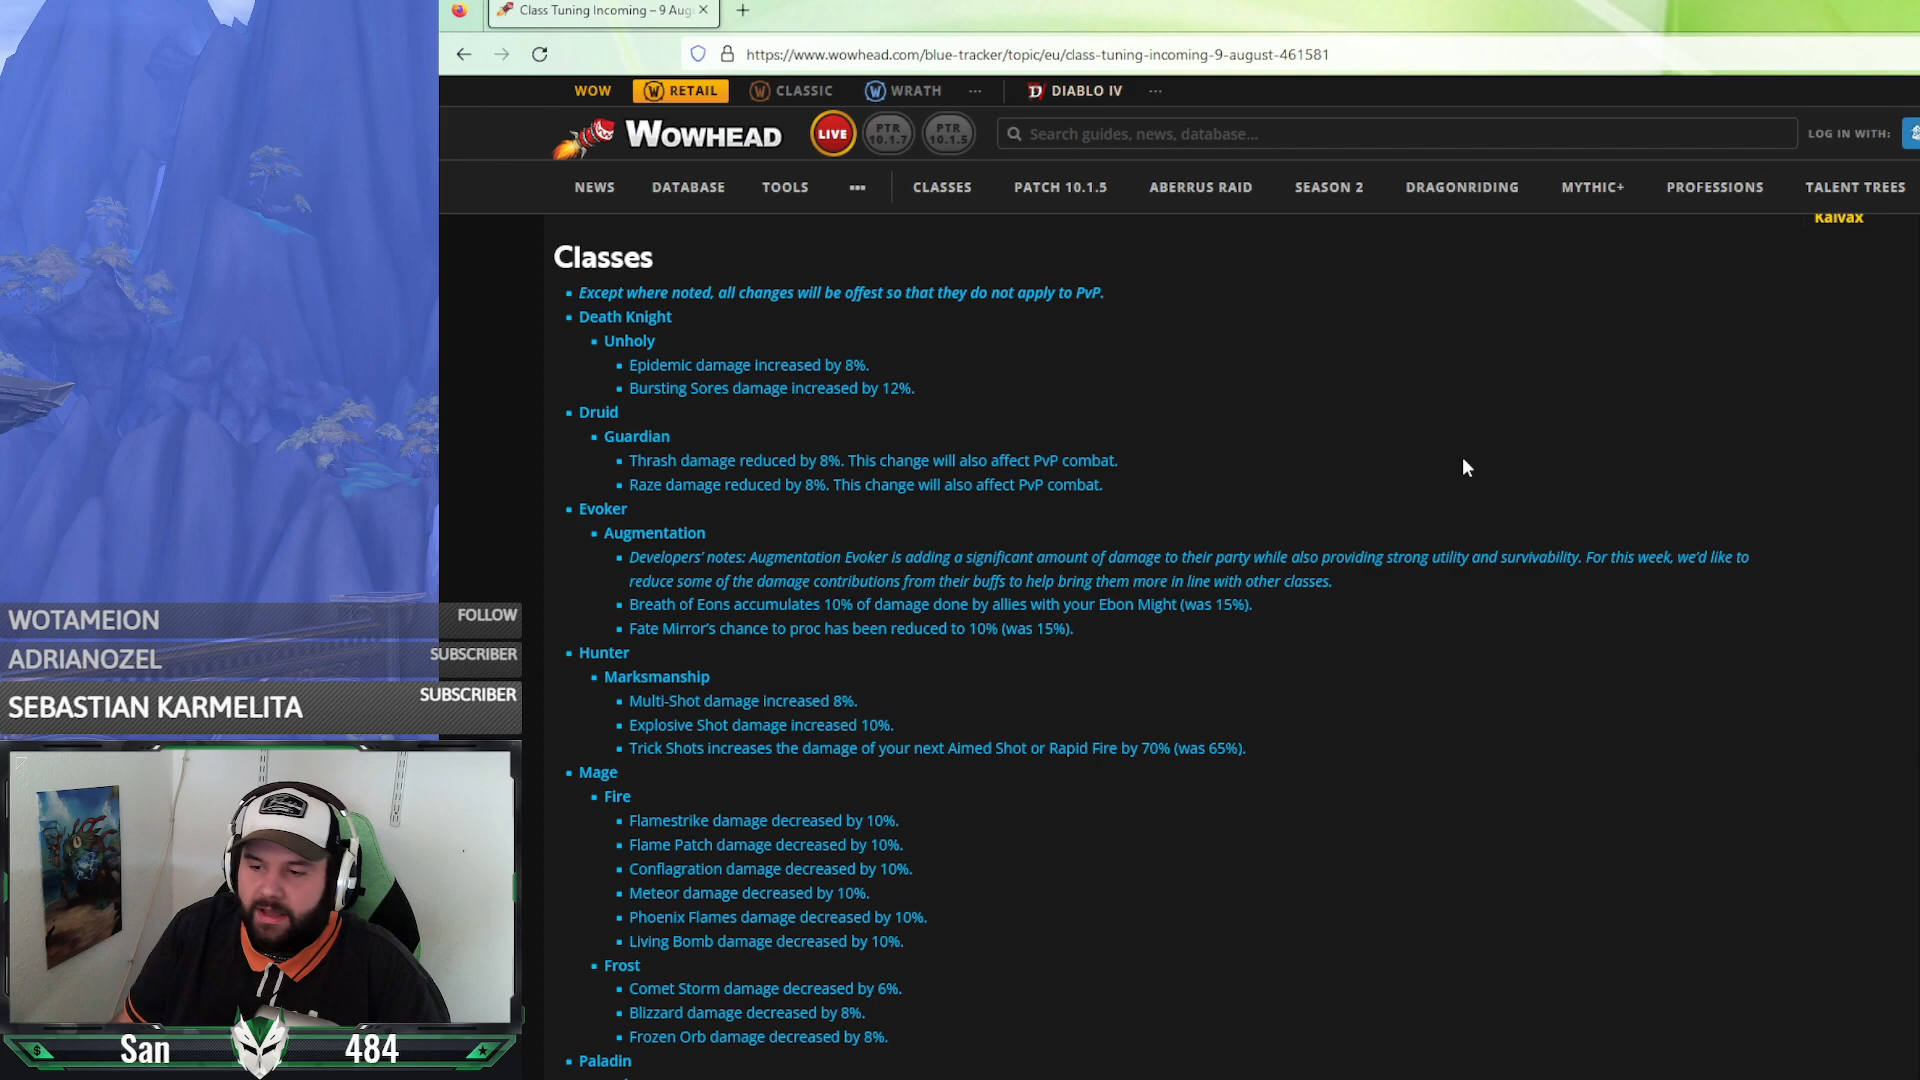 Class Tuning Incoming – 9 Aug
https://www.wowhead.com/blue-tracker/topic/eu/class-tuning-incoming-9-august-461581
WOW RETAIL CLASSIC WRATH ... DIABLO IV ...
WOWHEAD LIVE PTR 10.1.7 PTR 10.1.5 Search guides, news, database... LOG IN WITH:
NEWS DATABASE TOOLS ... CLASSES PATCH 10.1.5 ABERRUS RAID SEASON 2 DRAGONRIDING MYTHIC+ PROFESSIONS TALENT TREES
Kaivax
Classes
Except where noted, all changes will be offest so that they do not apply to PvP.
Death Knight
Unholy
Epidemic damage increased by 8%.
Bursting Sores damage increased by 12%.
Druid
Guardian
Thrash damage reduced by 8%. This change will also affect PvP combat.
Raze damage reduced by 8%. This change will also affect PvP combat.
Evoker
Augmentation
Developers' notes: Augmentation Evoker is adding a significant amount of damage to their party while also providing strong utility and survivability. For this week, we'd like to
reduce some of the damage contributions from their buffs to help bring them more in line with other classes.
Breath of Eons accumulates 10% of damage done by allies with your Ebon Might (was 15%).
Fate Mirror's chance to proc has been reduced to 10% (was 15%).
Hunter
Marksmanship
Multi-Shot damage increased 8%.
Explosive Shot damage increased 10%.
Trick Shots increases the damage of your next Aimed Shot or Rapid Fire by 70% (was 65%).
Mage
Fire
Flamestrike damage decreased by 10%.
Flame Patch damage decreased by 10%.
Conflagration damage decreased by 10%.
Meteor damage decreased by 10%.
Phoenix Flames damage decreased by 10%.
Living Bomb damage decreased by 10%.
Frost
Comet Storm damage decreased by 6%.
Blizzard damage decreased by 8%.
Frozen Orb damage decreased by 8%.
Paladin
WOTAMEION FOLLOW
ADRIANOZEL SUBSCRIBER
SEBASTIAN KARMELITA SUBSCRIBER
San 484